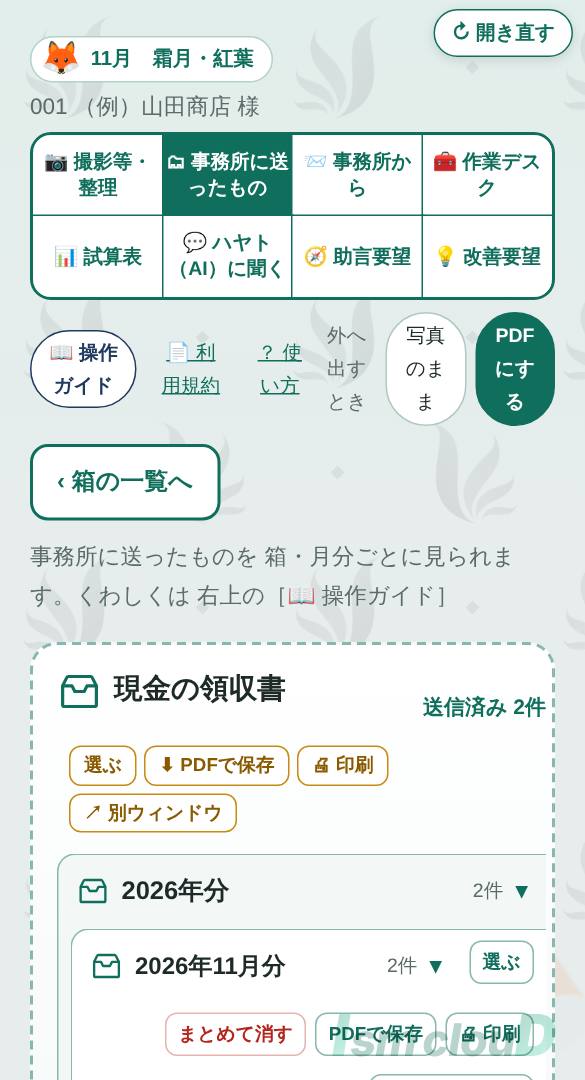 ↻ 開き直す
11月　霜月・紅葉
001 （例）山田商店 様
撮影等・
整理
事務所に送
ったもの
事務所か
ら
作業デス
ク
試算表
ハヤト
（AI）に聞く
助言要望
改善要望
操作
ガイド
利
用規約
？ 使
い方
外へ
出す
とき
写真
のま
ま
PDF
にす
る
‹ 箱の一覧へ
事務所に送ったものを 箱・月分ごとに見られま
す。くわしくは 右上の［📖 操作ガイド］
現金の領収書
送信済み 2件
選ぶ
⬇ PDFで保存
🖨 印刷
↗ 別ウィンドウ
2026年分
2件 ▼
2026年11月分
2件 ▼
選ぶ
まとめて消す
PDFで保存
🖨 印刷